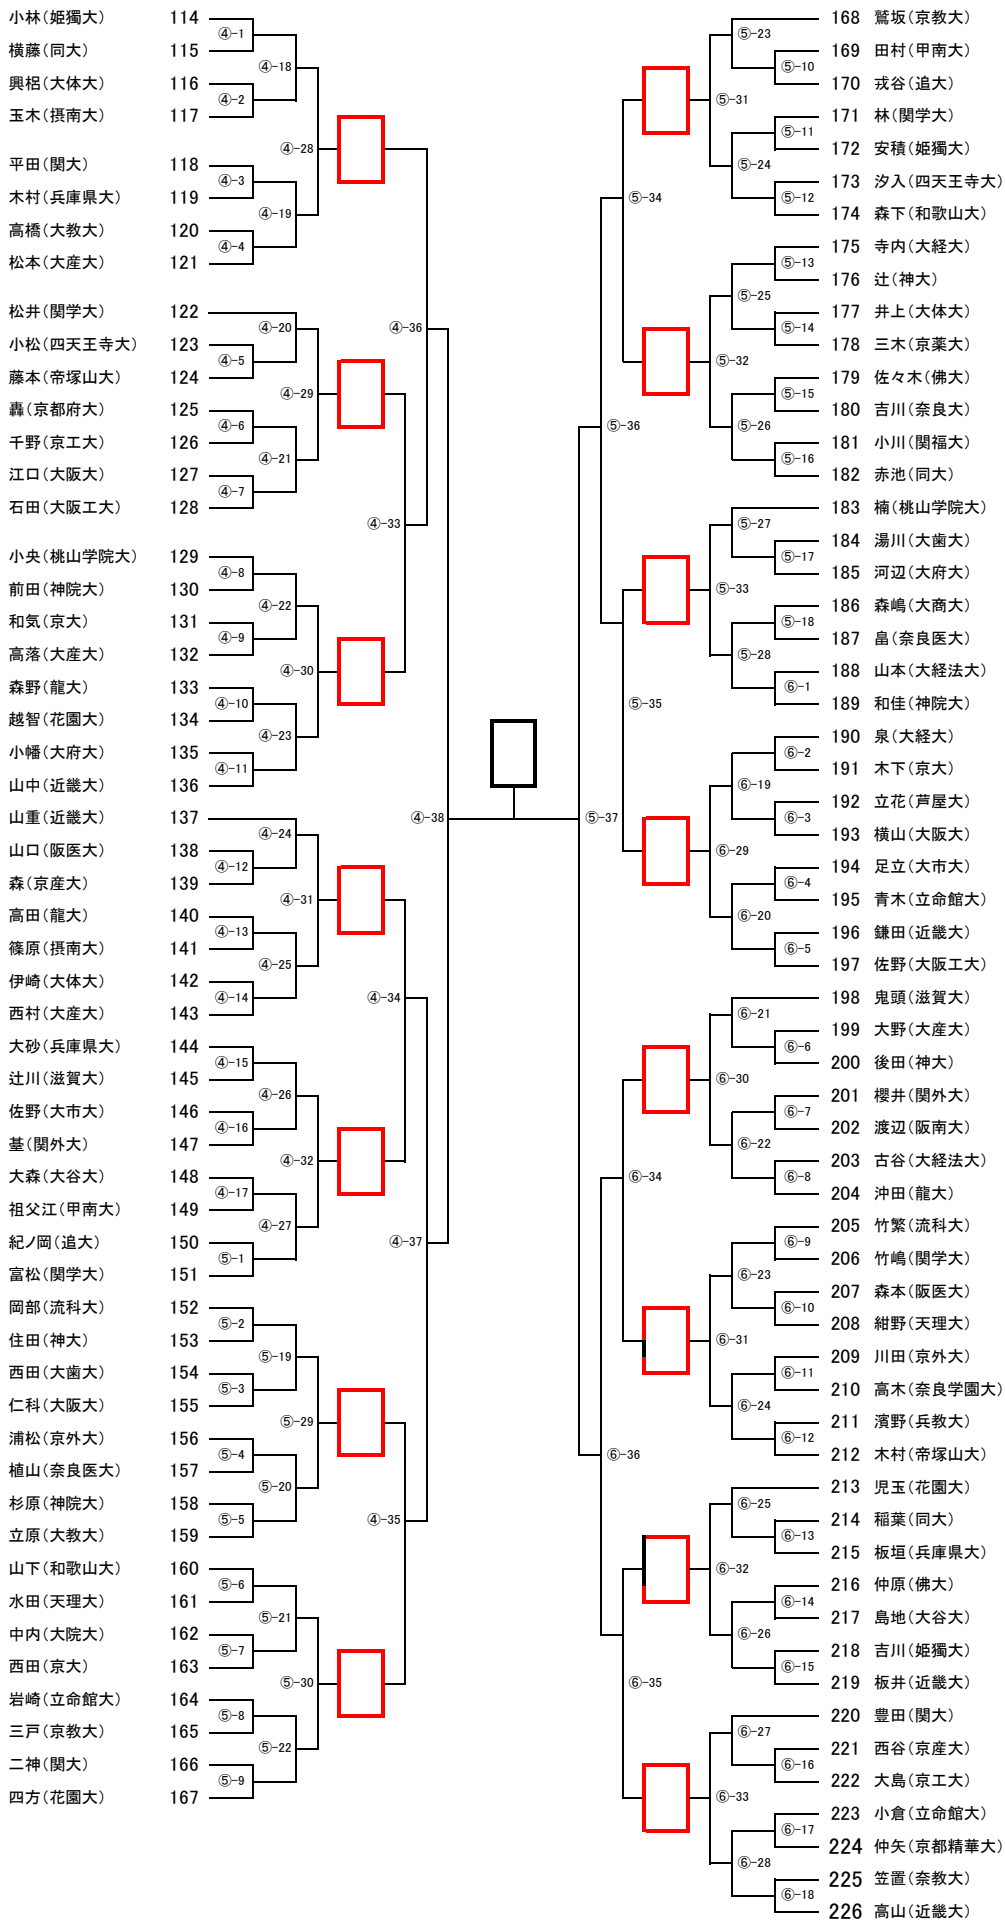 小林(姫獨大) 114
横藤(同大) 115
興梠(大体大) 116
玉木(摂南大) 117
平田(関大) 118
木村(兵庫県大) 119
高橋(大教大) 120
松本(大産大) 121
松井(関学大) 122
小松(四天王寺大) 123
藤本(帝塚山大) 124
轟(京都府大) 125
千野(京工大) 126
江口(大阪大) 127
石田(大阪工大) 128
小央(桃山学院大) 129
前田(神院大) 130
和気(京大) 131
高落(大産大) 132
森野(龍大) 133
越智(花園大) 134
小幡(大府大) 135
山中(近畿大) 136
山重(近畿大) 137
山口(阪医大) 138
森(京産大) 139
高田(龍大) 140
篠原(摂南大) 141
伊崎(大体大) 142
西村(大産大) 143
大砂(兵庫県大) 144
辻川(滋賀大) 145
佐野(大市大) 146
基(関外大) 147
大森(大谷大) 148
祖父江(甲南大) 149
紀ノ岡(追大) 150
富松(関学大) 151
岡部(流科大) 152
住田(神大) 153
西田(大歯大) 154
仁科(大阪大) 155
浦松(京外大) 156
植山(奈良医大) 157
杉原(神院大) 158
立原(大教大) 159
山下(和歌山大) 160
水田(天理大) 161
中内(大院大) 162
西田(京大) 163
岩崎(立命館大) 164
三戸(京教大) 165
二神(関大) 166
四方(花園大) 167
④-1
④-2
④-3
④-4
④-5
④-6
④-7
④-8
④-9
④-10
④-11
④-12
④-13
④-14
④-15
④-16
④-17
⑤-1
⑤-2
⑤-3
⑤-4
⑤-5
⑤-6
⑤-7
⑤-8
⑤-9
④-18
④-19
④-20
④-21
④-22
④-23
④-24
④-25
④-26
④-27
⑤-19
⑤-20
⑤-21
⑤-22
④-28
④-29
④-30
④-31
④-32
⑤-29
⑤-30
④-33
④-34
④-35
④-36
④-37
④-38
⑤-37
⑤-36
⑥-36
⑤-34
⑤-35
⑥-34
⑥-35
⑤-31
⑤-32
⑤-33
⑥-29
⑥-30
⑥-31
⑥-32
⑥-33
⑤-23
⑤-24
⑤-25
⑤-26
⑤-27
⑤-28
⑥-19
⑥-20
⑥-21
⑥-22
⑥-23
⑥-24
⑥-25
⑥-26
⑥-27
⑥-28
⑤-10
⑤-11
⑤-12
⑤-13
⑤-14
⑤-15
⑤-16
⑤-17
⑤-18
⑥-1
⑥-2
⑥-3
⑥-4
⑥-5
⑥-6
⑥-7
⑥-8
⑥-9
⑥-10
⑥-11
⑥-12
⑥-13
⑥-14
⑥-15
⑥-16
⑥-17
⑥-18
168 鷲坂(京教大)
169 田村(甲南大)
170 戎谷(追大)
171 林(関学大)
172 安積(姫獨大)
173 汐入(四天王寺大)
174 森下(和歌山大)
175 寺内(大経大)
176 辻(神大)
177 井上(大体大)
178 三木(京薬大)
179 佐々木(佛大)
180 吉川(奈良大)
181 小川(関福大)
182 赤池(同大)
183 楠(桃山学院大)
184 湯川(大歯大)
185 河辺(大府大)
186 森嶋(大商大)
187 畠(奈良医大)
188 山本(大経法大)
189 和佳(神院大)
190 泉(大経大)
191 木下(京大)
192 立花(芦屋大)
193 横山(大阪大)
194 足立(大市大)
195 青木(立命館大)
196 鎌田(近畿大)
197 佐野(大阪工大)
198 鬼頭(滋賀大)
199 大野(大産大)
200 後田(神大)
201 櫻井(関外大)
202 渡辺(阪南大)
203 古谷(大経法大)
204 沖田(龍大)
205 竹繁(流科大)
206 竹嶋(関学大)
207 森本(阪医大)
208 紺野(天理大)
209 川田(京外大)
210 高木(奈良学園大)
211 濱野(兵教大)
212 木村(帝塚山大)
213 児玉(花園大)
214 稲葉(同大)
215 板垣(兵庫県大)
216 仲原(佛大)
217 島地(大谷大)
218 吉川(姫獨大)
219 板井(近畿大)
220 豊田(関大)
221 西谷(京産大)
222 大島(京工大)
223 小倉(立命館大)
224 仲矢(京都精華大)
225 笠置(奈教大)
226 高山(近畿大)